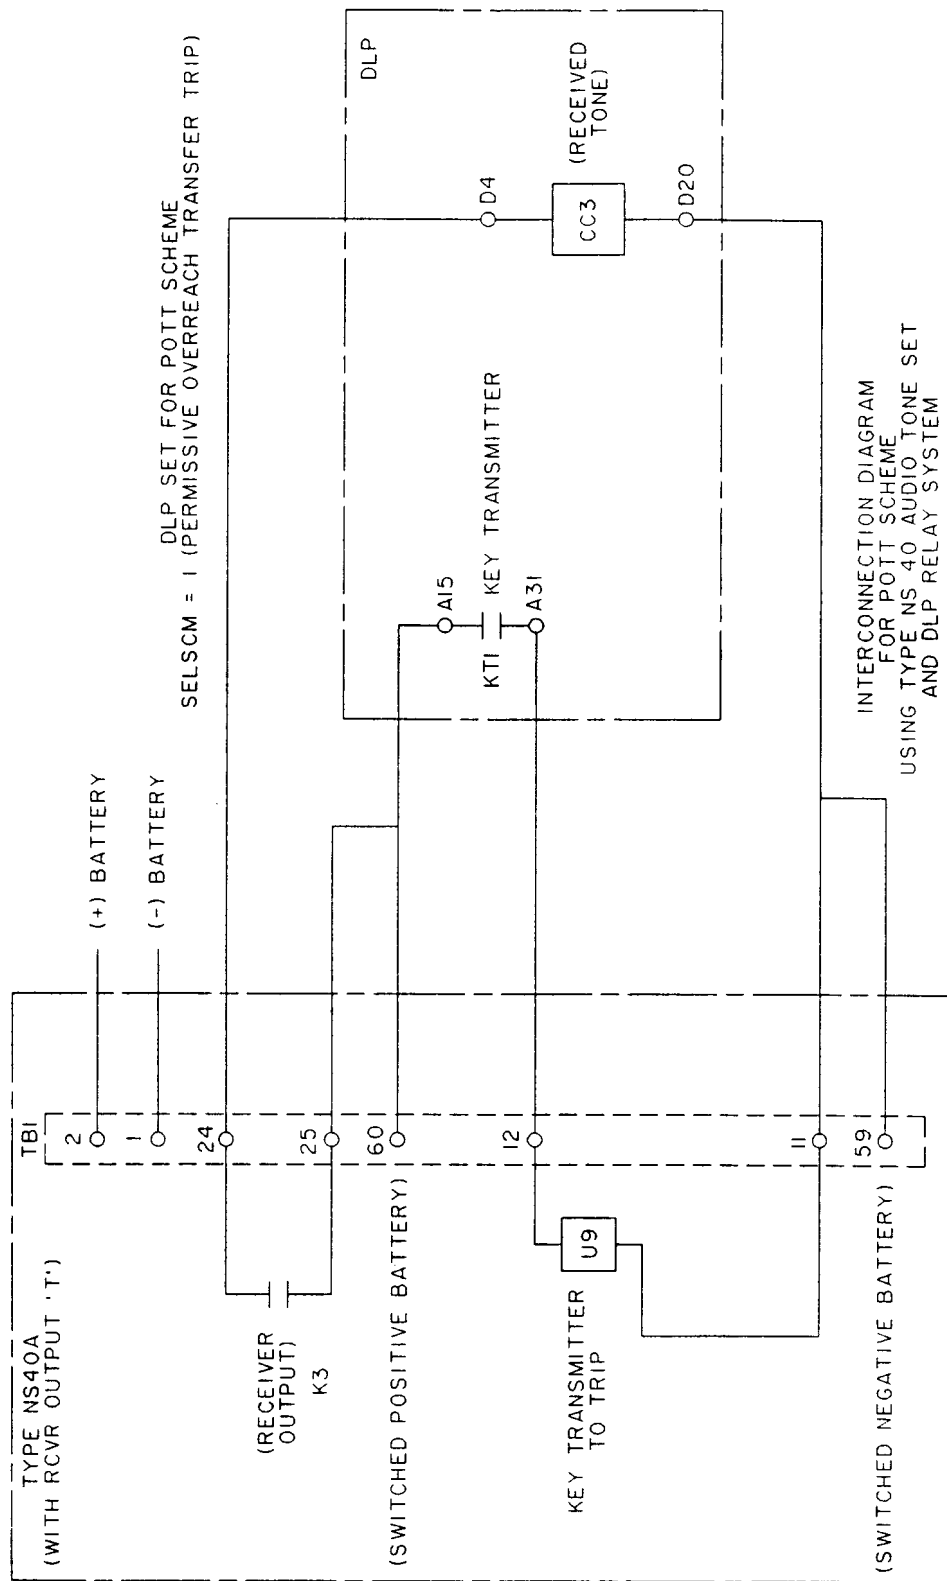 TYPE NS40A
(WITH RCVR OUTPUT 'T')
TB1
2
(+) BATTERY
1
(-) BATTERY
24
(RECEIVER
OUTPUT)
K3
25
60
(SWITCHED POSITIVE BATTERY)
12
U9
KEY TRANSMITTER
TO TRIP
11
59
(SWITCHED NEGATIVE BATTERY)
DLP SET FOR POTT SCHEME
SELSCM = 1 (PERMISSIVE OVERREACH TRANSFER TRIP)
DLP
A15
KT1
KEY TRANSMITTER
A31
D4
CC3
(RECEIVED
TONE)
D20
INTERCONNECTION DIAGRAM
FOR POTT SCHEME
USING TYPE NS 40 AUDIO TONE SET
AND DLP RELAY SYSTEM